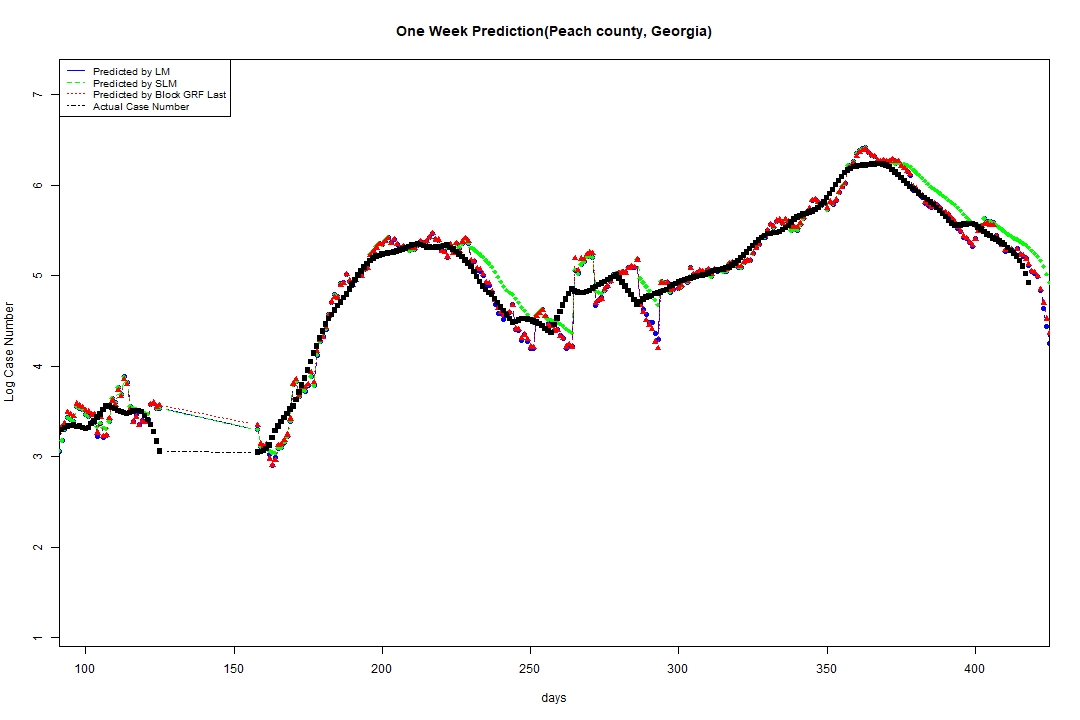 One Week Prediction(Peach county, Georgia)
Predicted by LM
Predicted by SLM
Predicted by Block GRF Last
Actual Case Number
7
6
5
4
3
2
1
Log Case Number
100 150 200 250 300 350 400
days